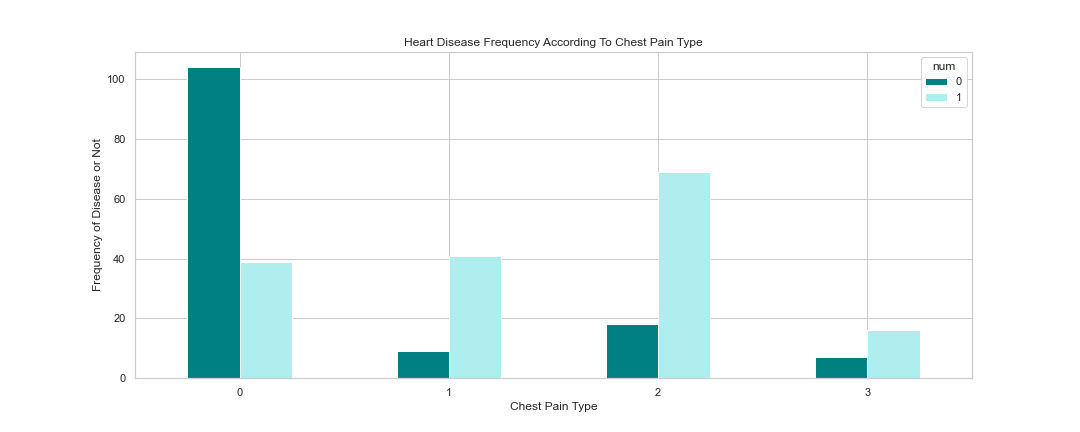 Heart Disease Frequency According To Chest Pain Type
num
0
1
Frequency of Disease or Not
100
80
60
40
20
0
0 1 2 3
Chest Pain Type